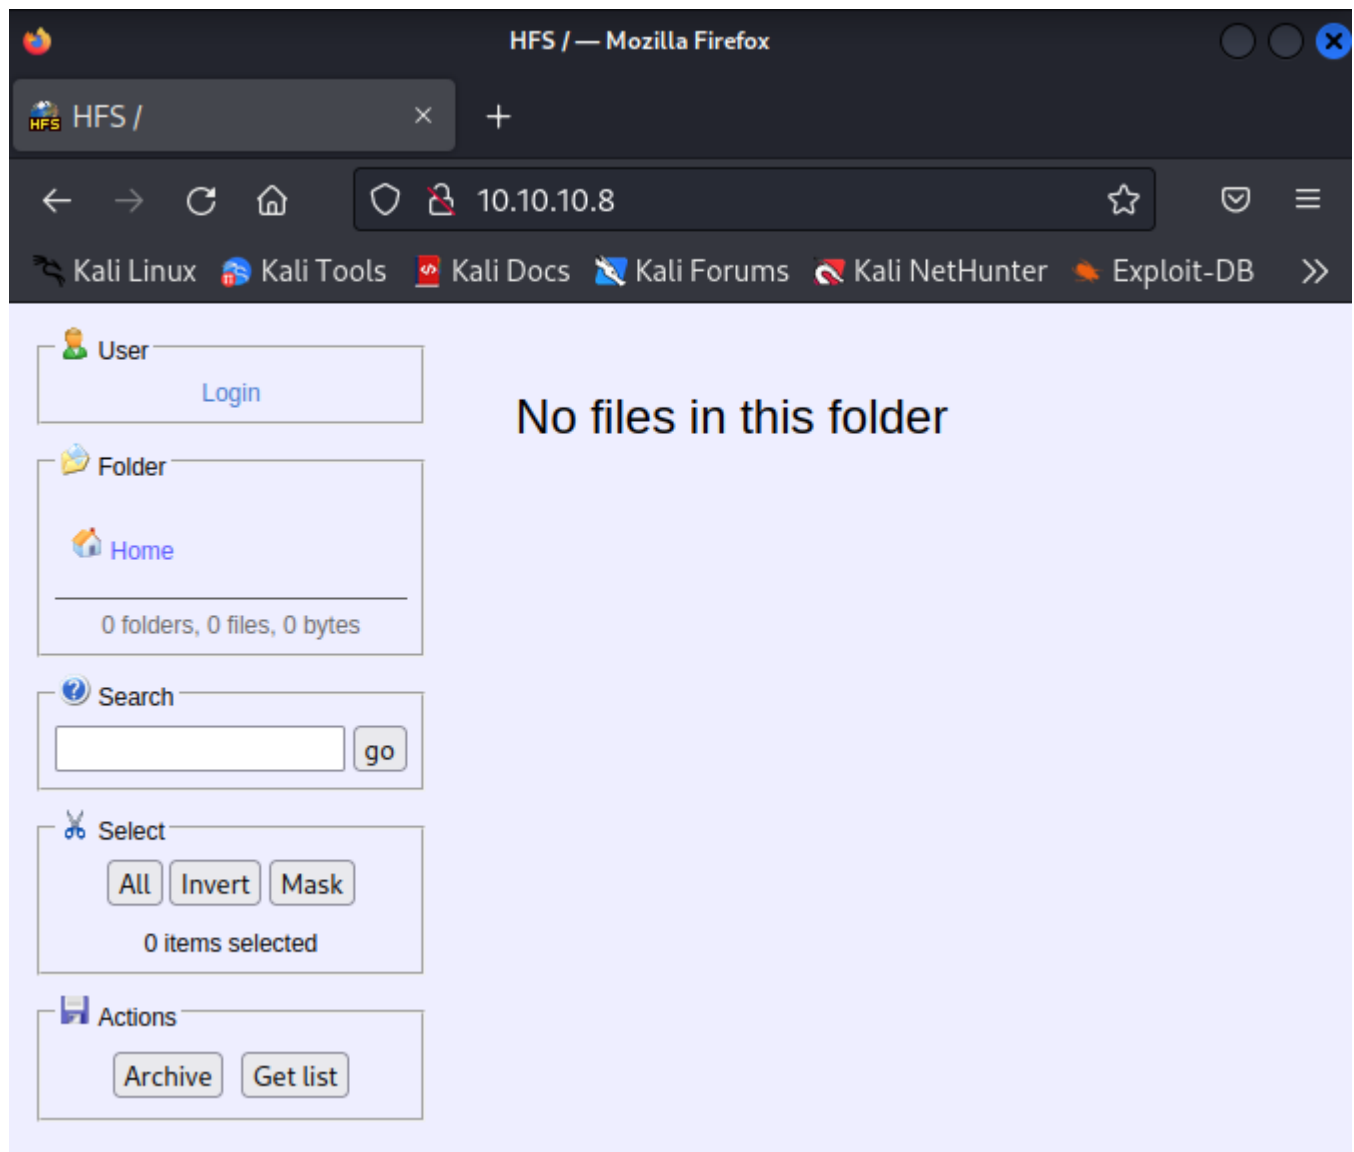 HFS / — Mozilla Firefox
HFS HFS /
10.10.10.8
Kali Linux Kali Tools Kali Docs Kali Forums Kali NetHunter Exploit-DB
User
Login
No files in this folder
Folder
Home
0 folders, 0 files, 0 bytes
Search
go
Select
All Invert Mask
0 items selected
Actions
Archive Get list